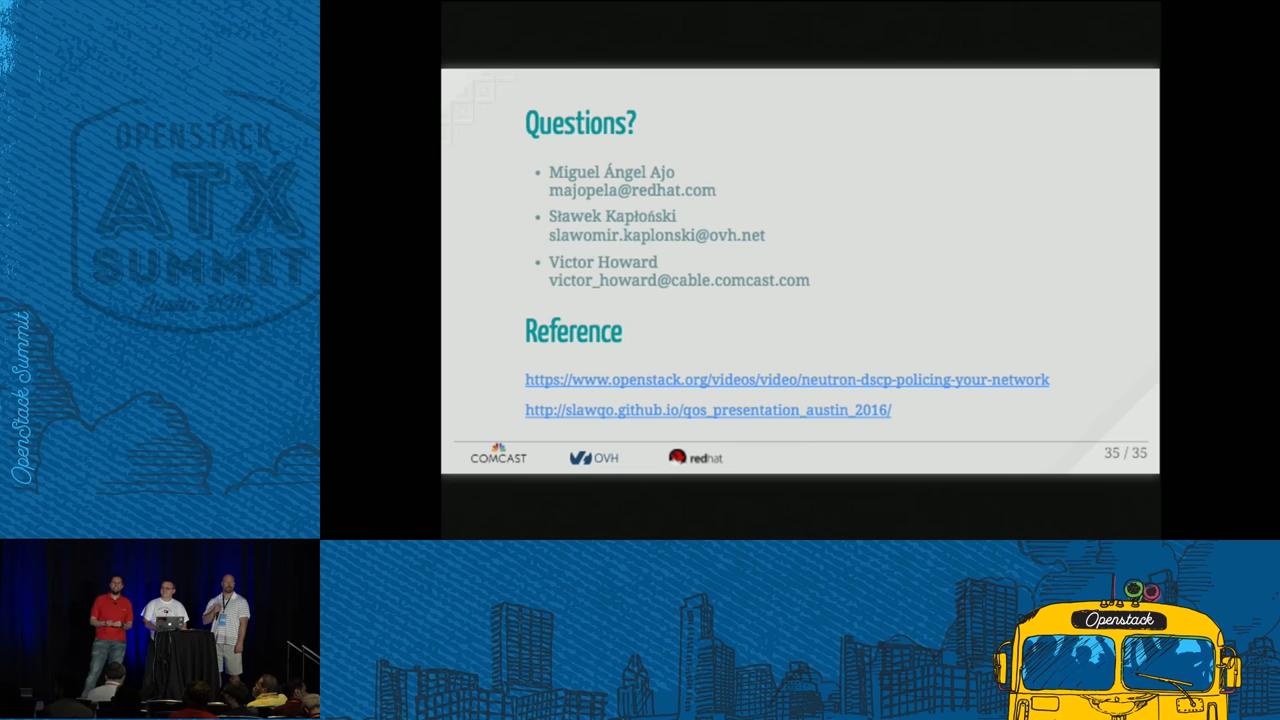 OPENSTACK
ATX
SUMMIT
Austin 2016
OpenStack Summit
Questions?
• Miguel Ángel Ajo
majopela@redhat.com
• Sławek Kapłoński
slawomir.kaplonski@ovh.net
• Victor Howard
victor_howard@cable.comcast.com
Reference
https://www.openstack.org/videos/video/neutron-dscp-policing-your-network
http://slawqo.github.io/qos_presentation_austin_2016/
COMCAST
OVH
redhat
35 / 35
Openstack